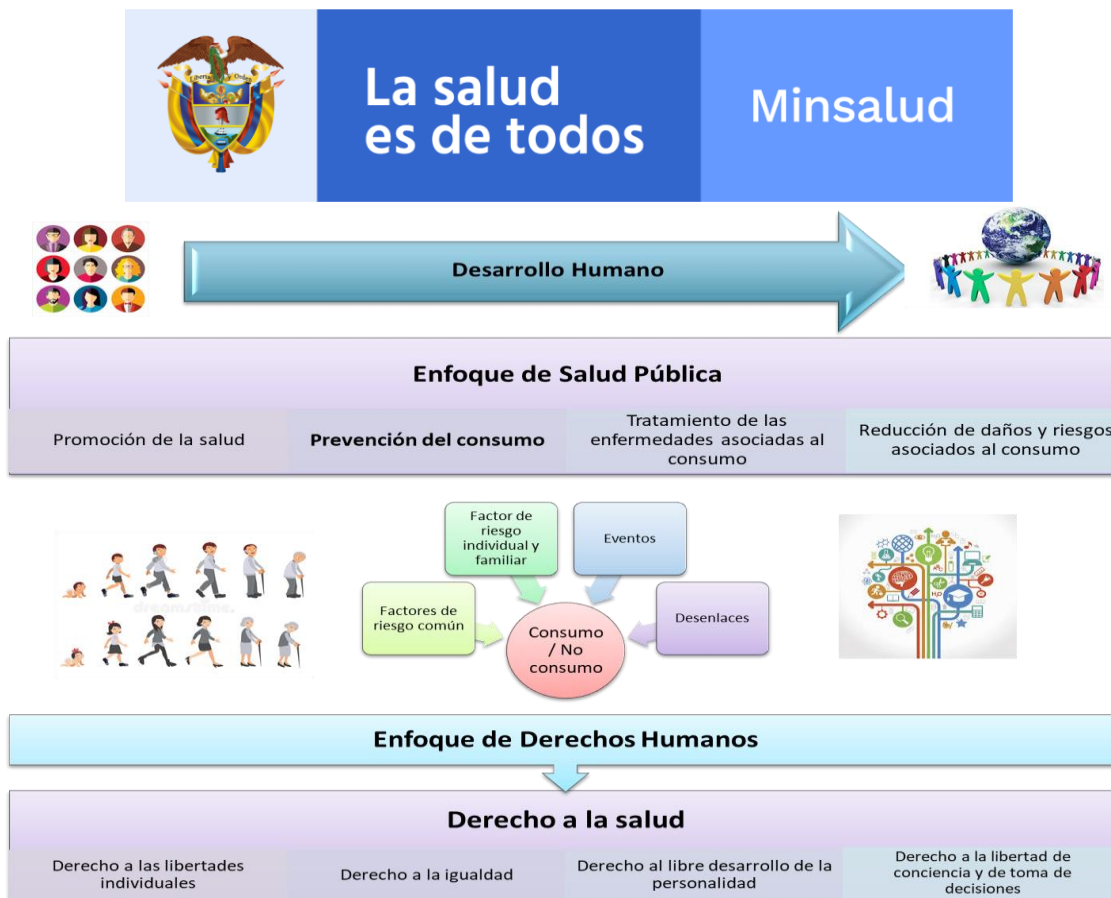 Libertad y Orden
La salud
es de todos
Minsalud
Desarrollo Humano
Enfoque de Salud Pública
Promoción de la salud
Prevención del consumo
Tratamiento de las
enfermedades asociadas al
consumo
Reducción de daños y riesgos
asociados al consumo
Factor de
riesgo
individual y
familiar
Eventos
Factores de
riesgo común
Consumo
/ No
consumo
Desenlaces
dreamstime.
H₂O
Enfoque de Derechos Humanos
Derecho a la salud
Derecho a las libertades
individuales
Derecho a la igualdad
Derecho al libre desarrollo de la
personalidad
Derecho a la libertad de
conciencia y de toma de
decisiones